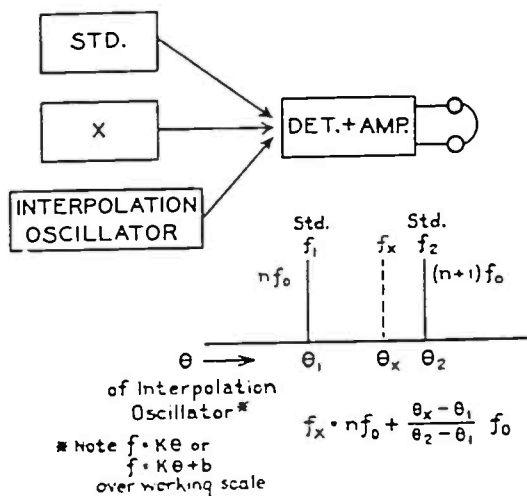 STD.
X
DET.+AMP.
INTERPOLATION
OSCILLATOR
Std. Std.
f₁ fₓ f₂
nf₀ (n+1)f₀
θ → θ₁ θₓ θ₂
of Interpolation
Oscillator*
* Note f = Kθ or
f = Kθ+b
over working scale
fₓ = nf₀ + (θₓ - θ₁)/(θ₂ - θ₁) f₀